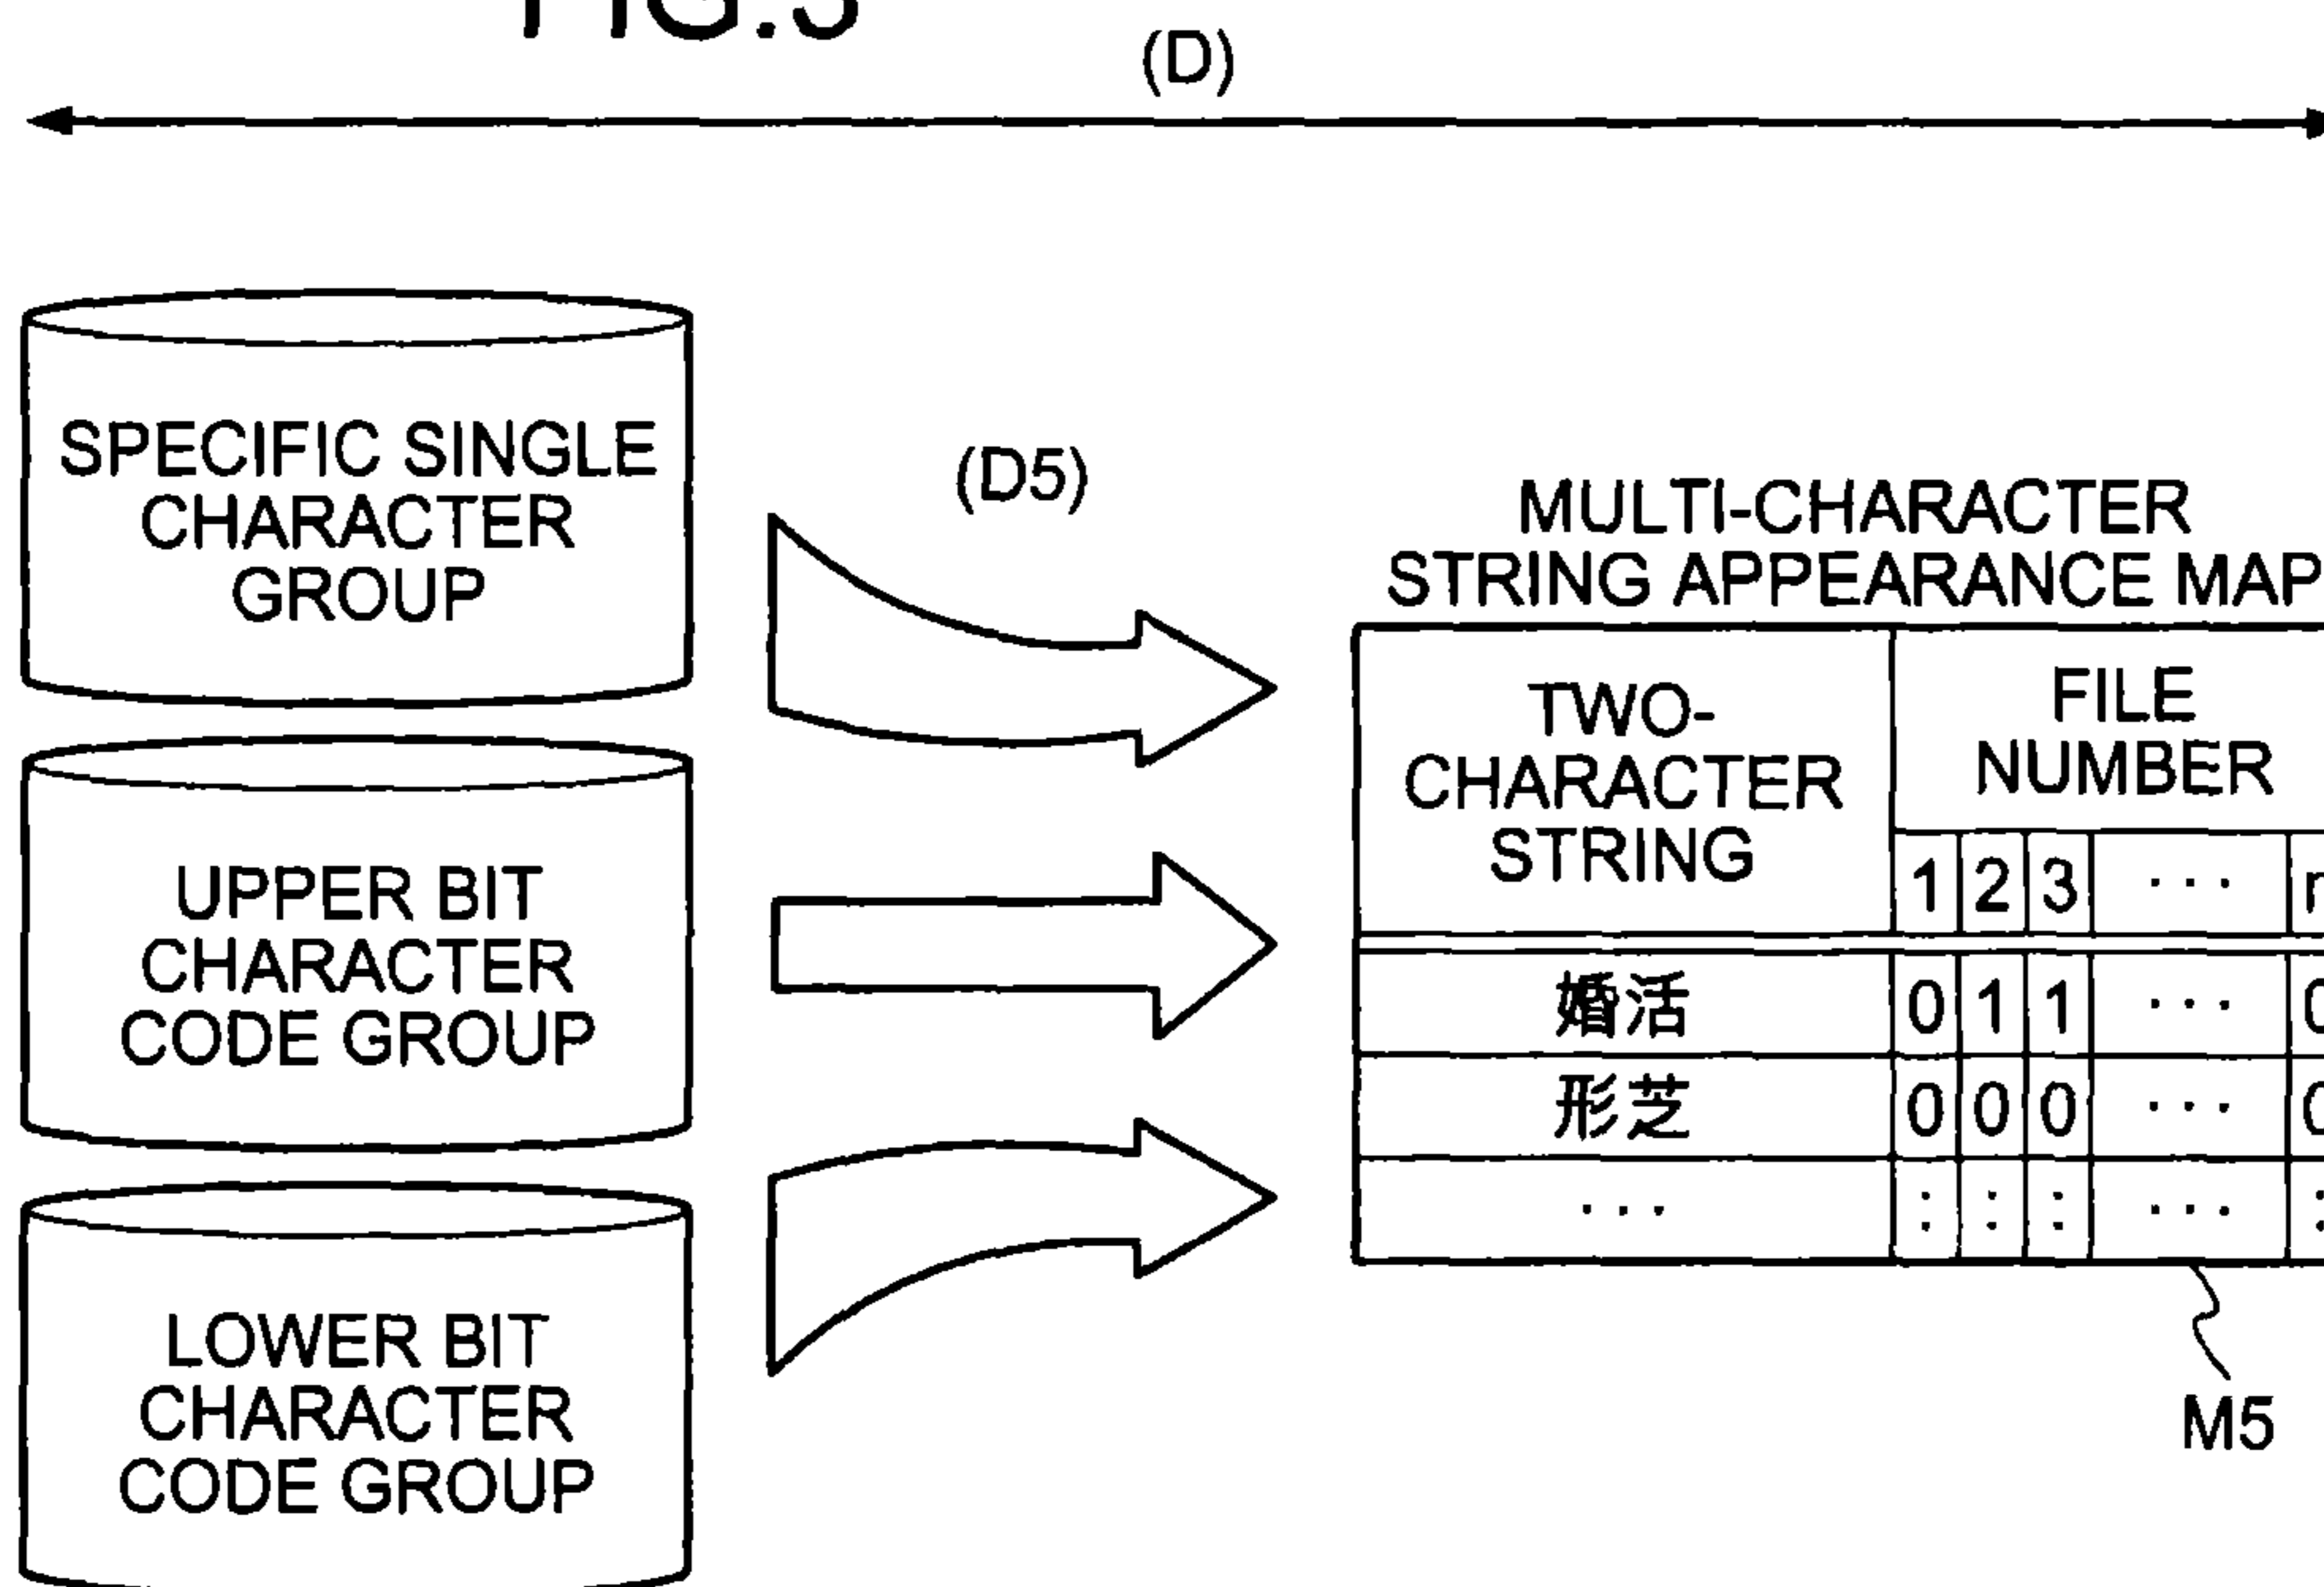 (D)
SPECIFIC SINGLE
CHARACTER
GROUP
(D5)
UPPER BIT
CHARACTER
CODE GROUP
LOWER BIT
CHARACTER
CODE GROUP
MULTI-CHARACTER
STRING APPEARANCE MAP
TWO-
CHARACTER
STRING
FILE
NUMBER
1 2 3 ···
婚活 0 1 1 ···
形芝 0 0 0 ···
··· : : : ···
M5